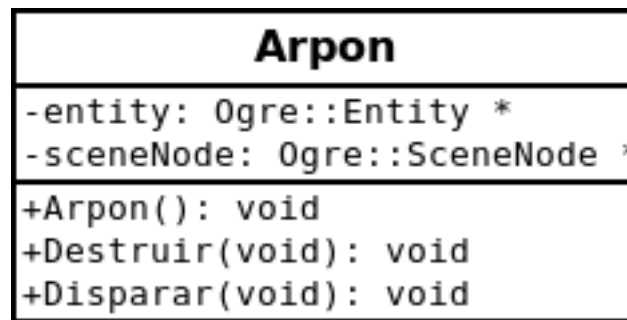 Arpon
-entity: Ogre::Entity *
-sceneNode: Ogre::SceneNode *
+Arpon(): void
+Destruir(void): void
+Disparar(void): void